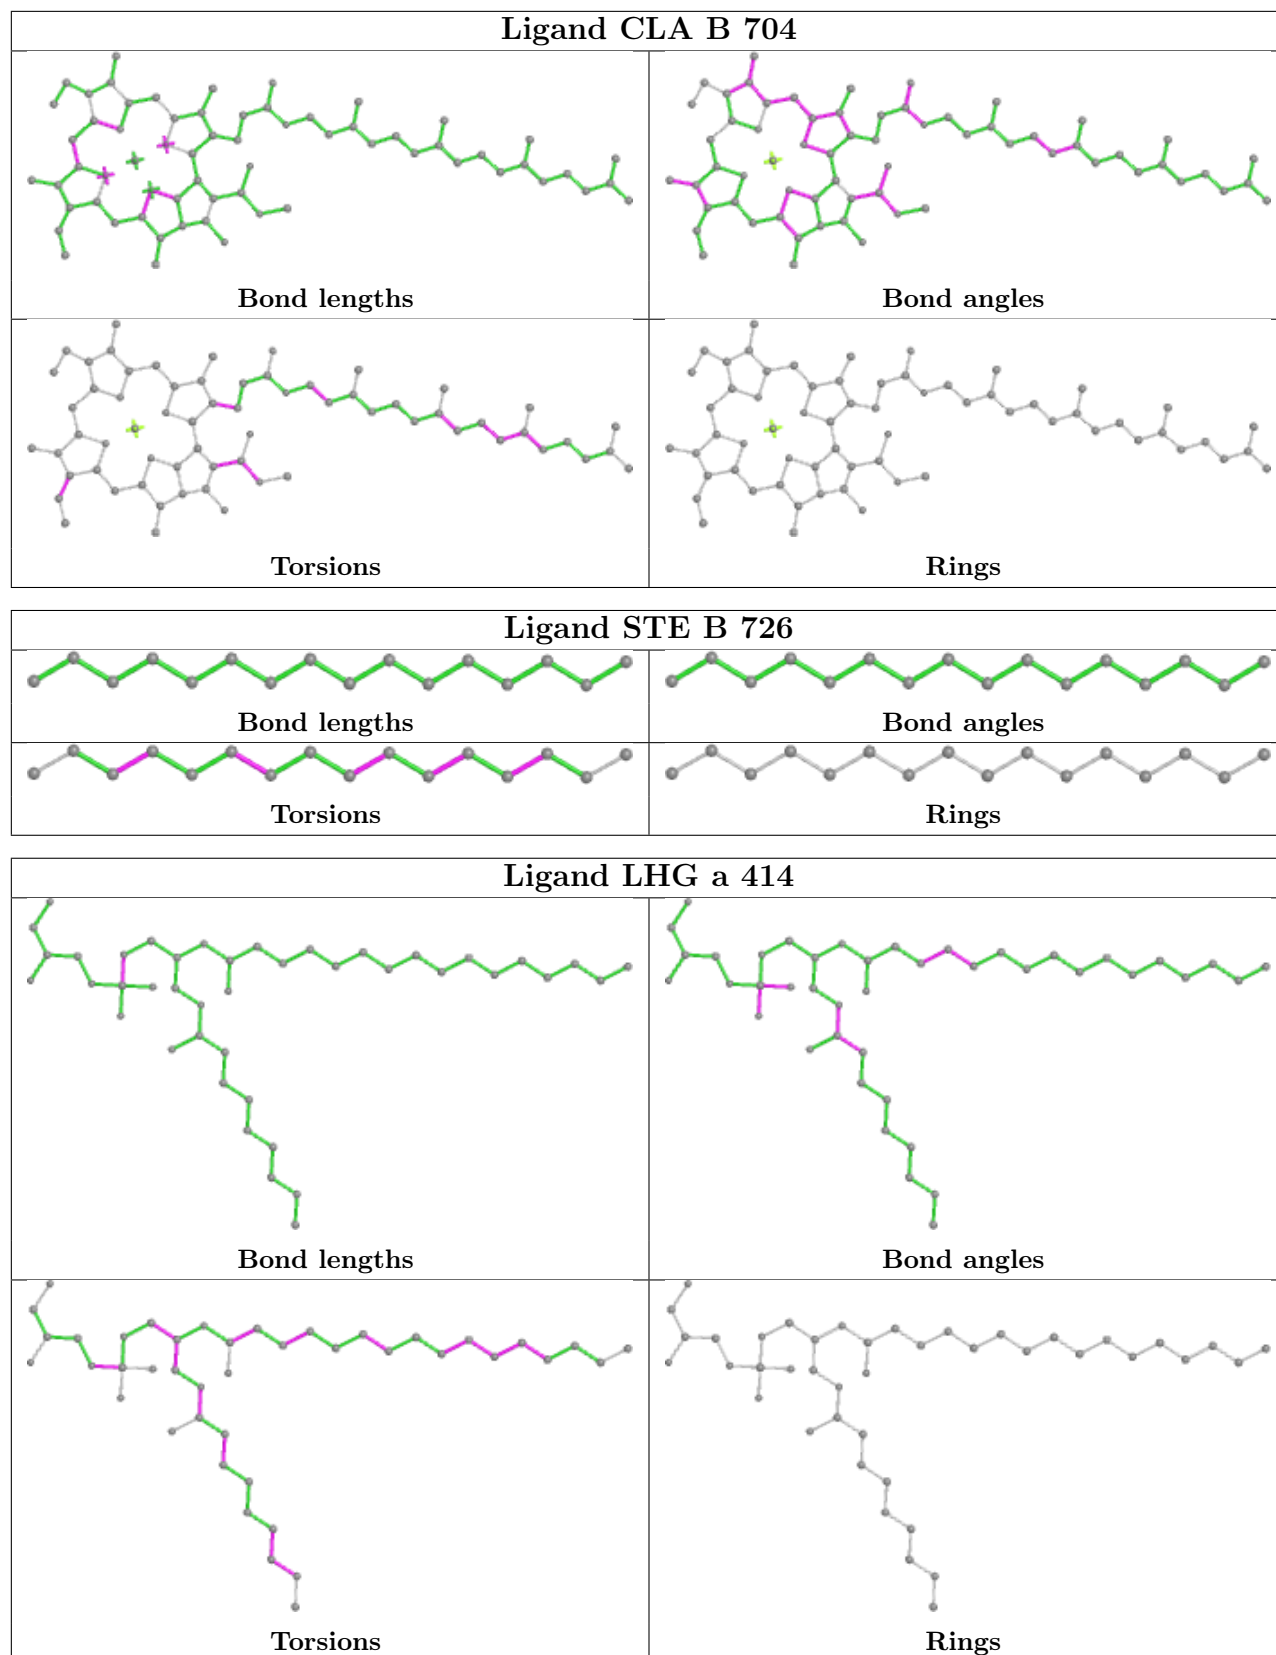 Ligand CLA B 704
Bond lengths
Bond angles
Torsions
Rings
Ligand STE B 726
Bond lengths
Bond angles
Torsions
Rings
Ligand LHG a 414
Bond lengths
Bond angles
Torsions
Rings